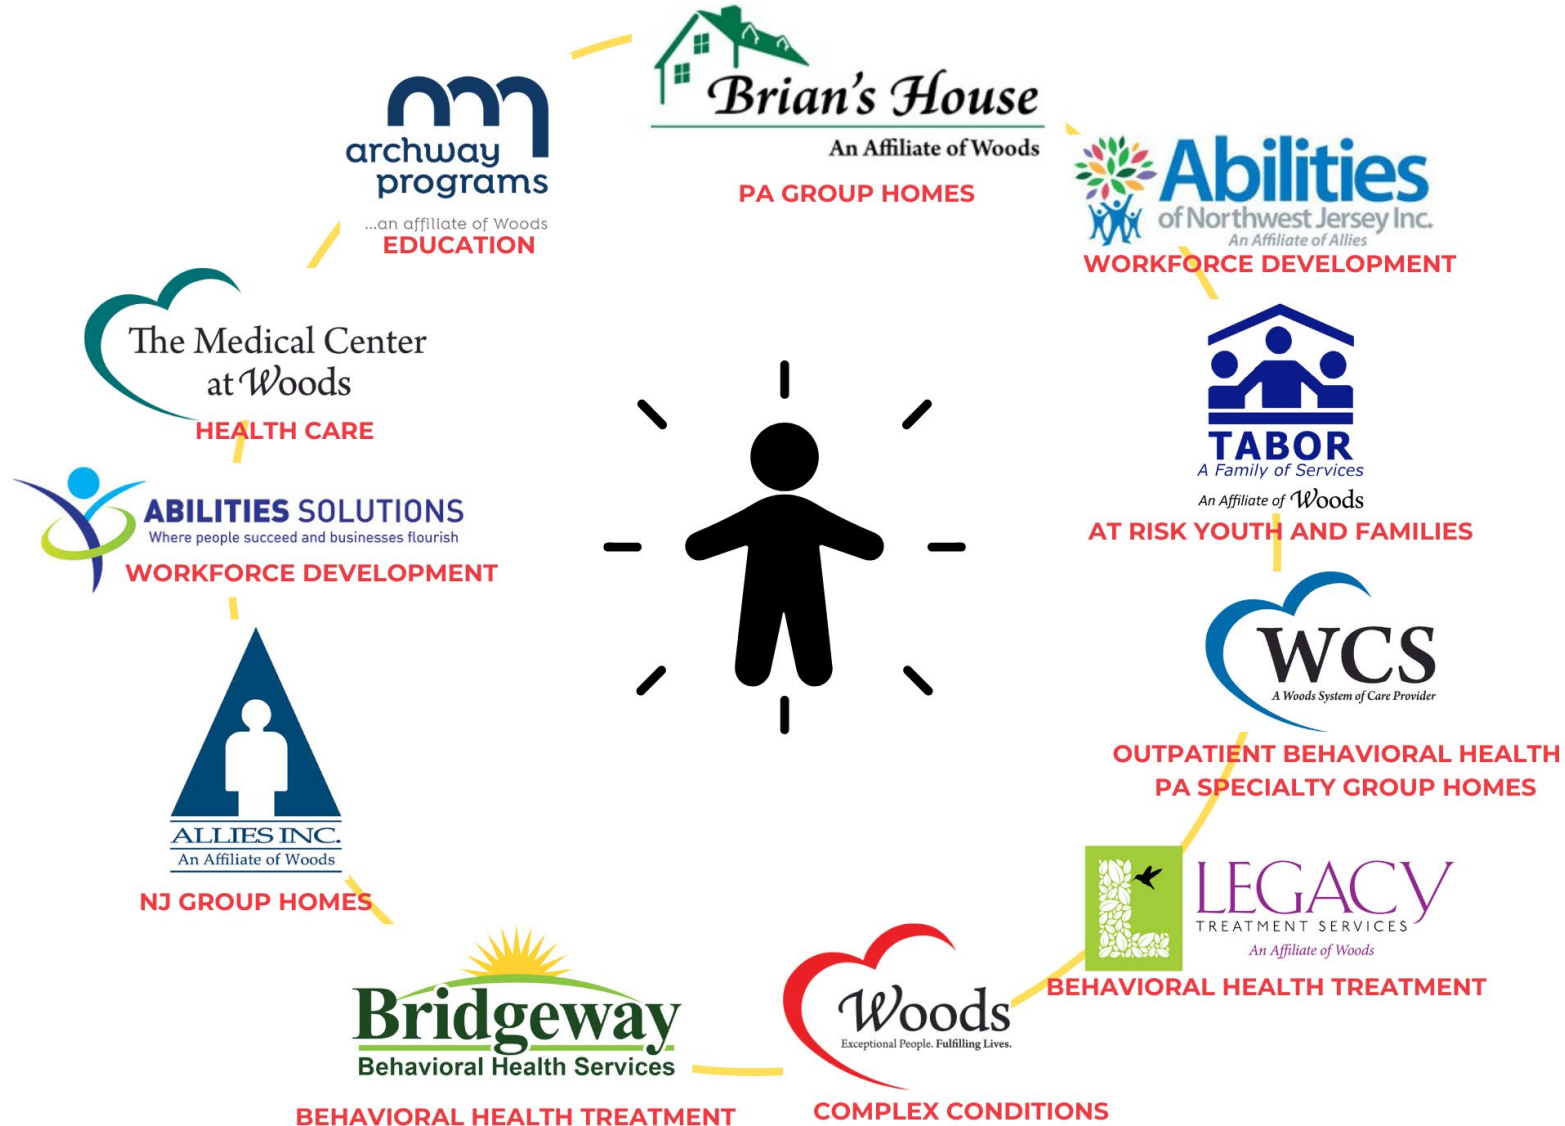 Brian's House
An Affiliate of Woods
PA GROUP HOMES
archway
programs
...an affiliate of Woods
EDUCATION
Abilities
of Northwest Jersey Inc.
An Affiliate of Allies
WORKFORCE DEVELOPMENT
The Medical Center
at Woods
HEALTH CARE
TABOR
A Family of Services
An Affiliate of Woods
AT RISK YOUTH AND FAMILIES
ABILITIES SOLUTIONS
Where people succeed and businesses flourish
WORKFORCE DEVELOPMENT
WCS
A Woods System of Care Provider
OUTPATIENT BEHAVIORAL HEALTH
PA SPECIALTY GROUP HOMES
ALLIES INC.
An Affiliate of Woods
NJ GROUP HOMES
L
LEGACY
TREATMENT SERVICES
An Affiliate of Woods
BEHAVIORAL HEALTH TREATMENT
Bridgeway
Behavioral Health Services
BEHAVIORAL HEALTH TREATMENT
Woods
Exceptional People. Fulfilling Lives.
COMPLEX CONDITIONS